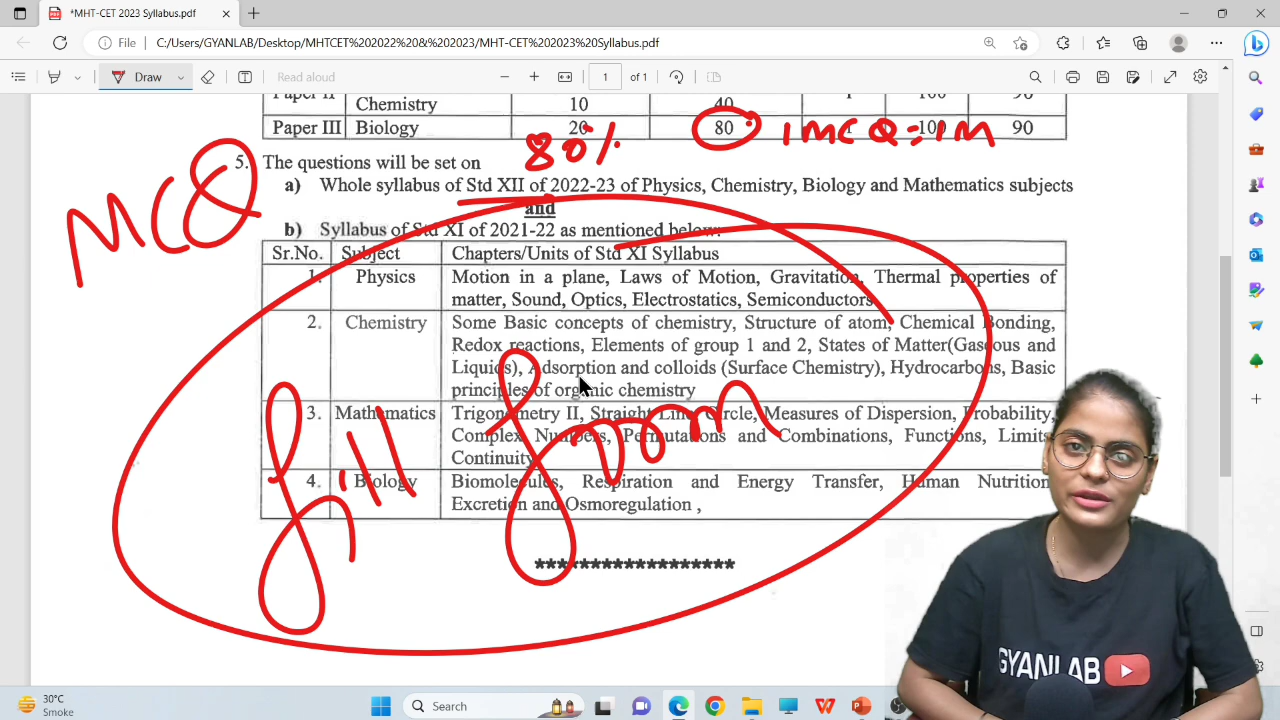 *MHT-CET 2023 Syllabus.pdf
File C:/Users/GYANLAB/Desktop/MHTCET%202022%20&%202023/MHT-CET%202023%20Syllabus.pdf
Draw Read aloud 1 of 1
Paper II Chemistry 10 40 1 100 90
Paper III Biology 20 80 1 100 90
80% 1 MCQ = 1M
MCQ
5. The questions will be set on
a) Whole syllabus of Std XII of 2022-23 of Physics, Chemistry, Biology and Mathematics subjects
and
b) Syllabus of Std XI of 2021-22 as mentioned below:
Sr.No. Subject Chapters/Units of Std XI Syllabus
1. Physics Motion in a plane, Laws of Motion, Gravitation, Thermal properties of
matter, Sound, Optics, Electrostatics, Semiconductors
2. Chemistry Some Basic concepts of chemistry, Structure of atom, Chemical Bonding,
Redox reactions, Elements of group 1 and 2, States of Matter(Gaseous and
Liquids), Adsorption and colloids (Surface Chemistry), Hydrocarbons, Basic
principles of organic chemistry
3. Mathematics Trigonometry II, Straight Line, Circle, Measures of Dispersion, Probability,
Complex Numbers, Permutations and Combinations, Functions, Limits
Continuity
4. Biology Biomolecules, Respiration and Energy Transfer, Human Nutrition
Excretion and Osmoregulation ,
******************
fill form
GYANLAB
30°C
Smoke
Search